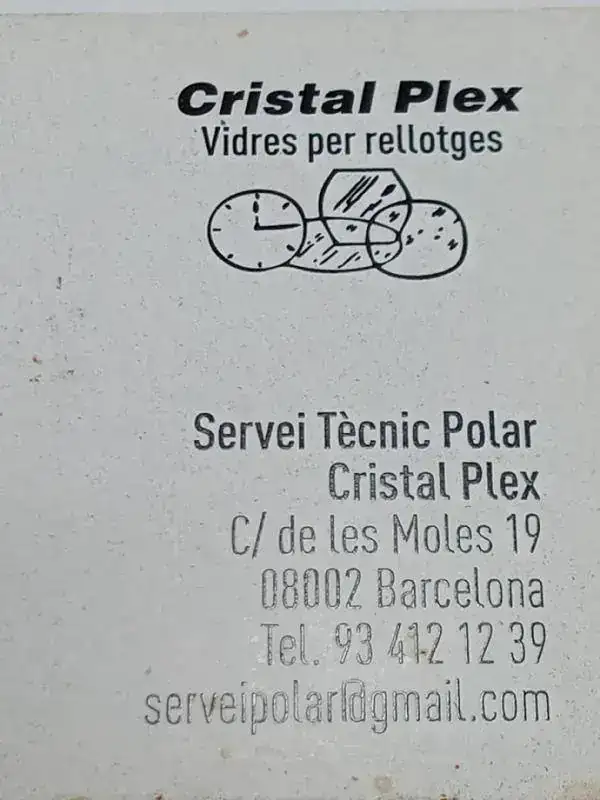 Cristal Plex
Vidres per rellotges
Servei Tècnic Polar
Cristal Plex
C/ de les Moles 19
08002 Barcelona
Tel. 93 412 12 39
serveipolar@gmail.com